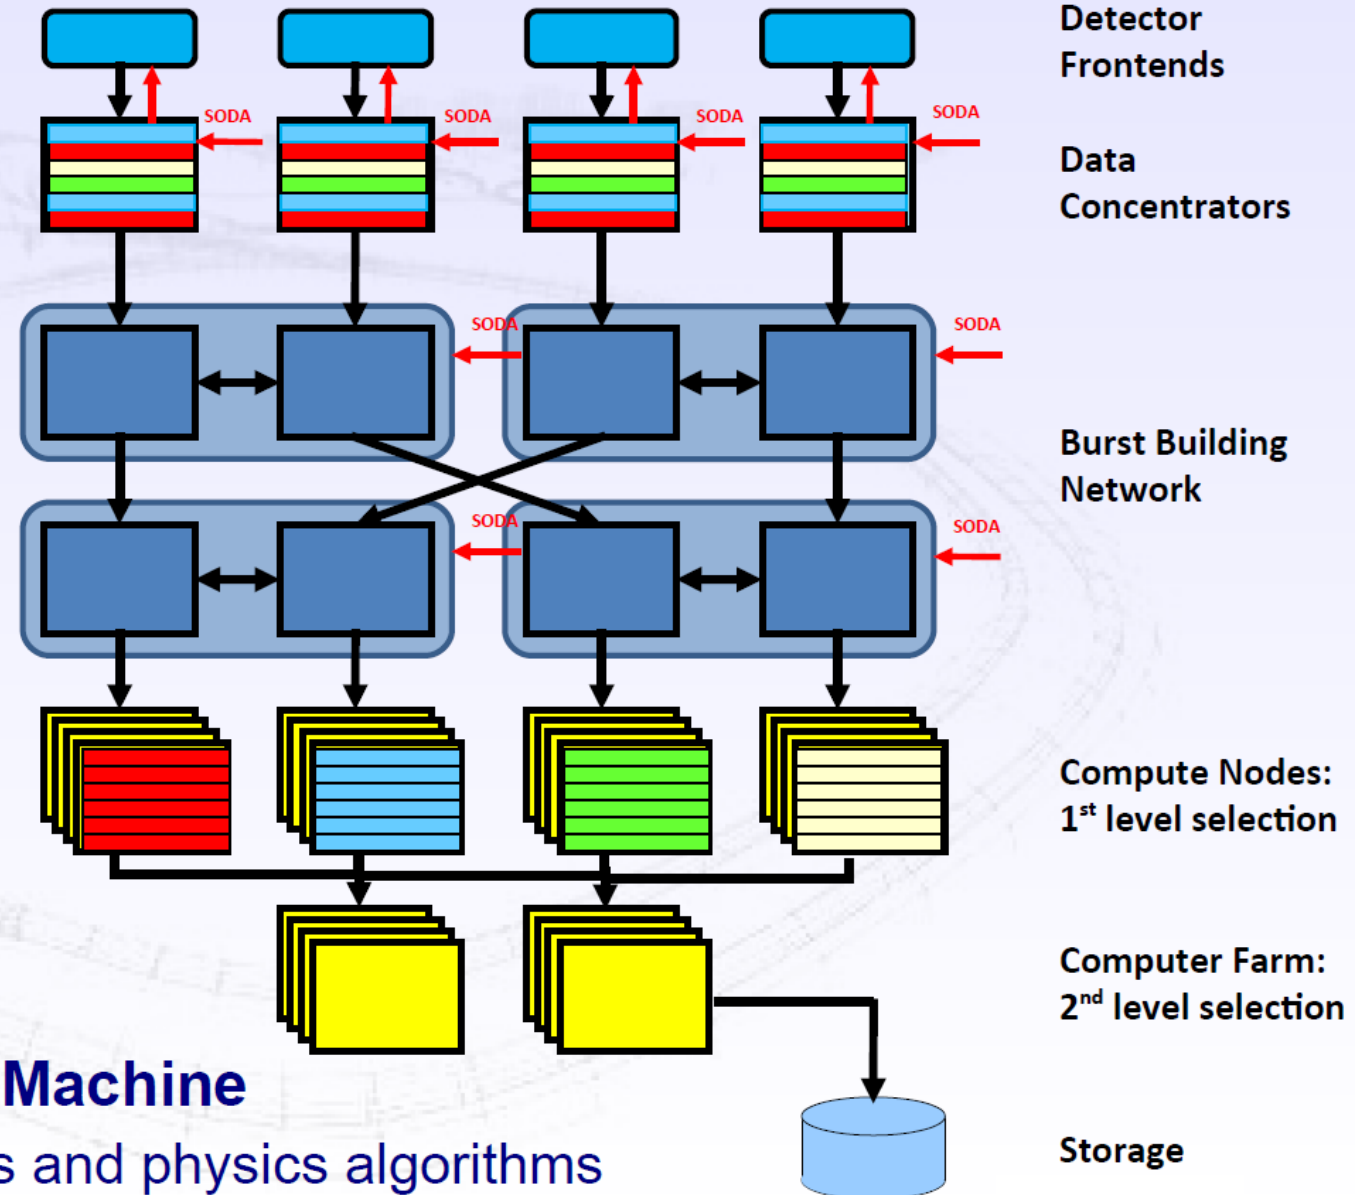 Detector
Frontends
SODA
SODA
SODA
SODA
Data
Concentrators
SODA
SODA
Burst Building
Network
SODA
SODA
Compute Nodes:
1st level selection
Computer Farm:
2nd level selection
Machine
s and physics algorithms
Storage